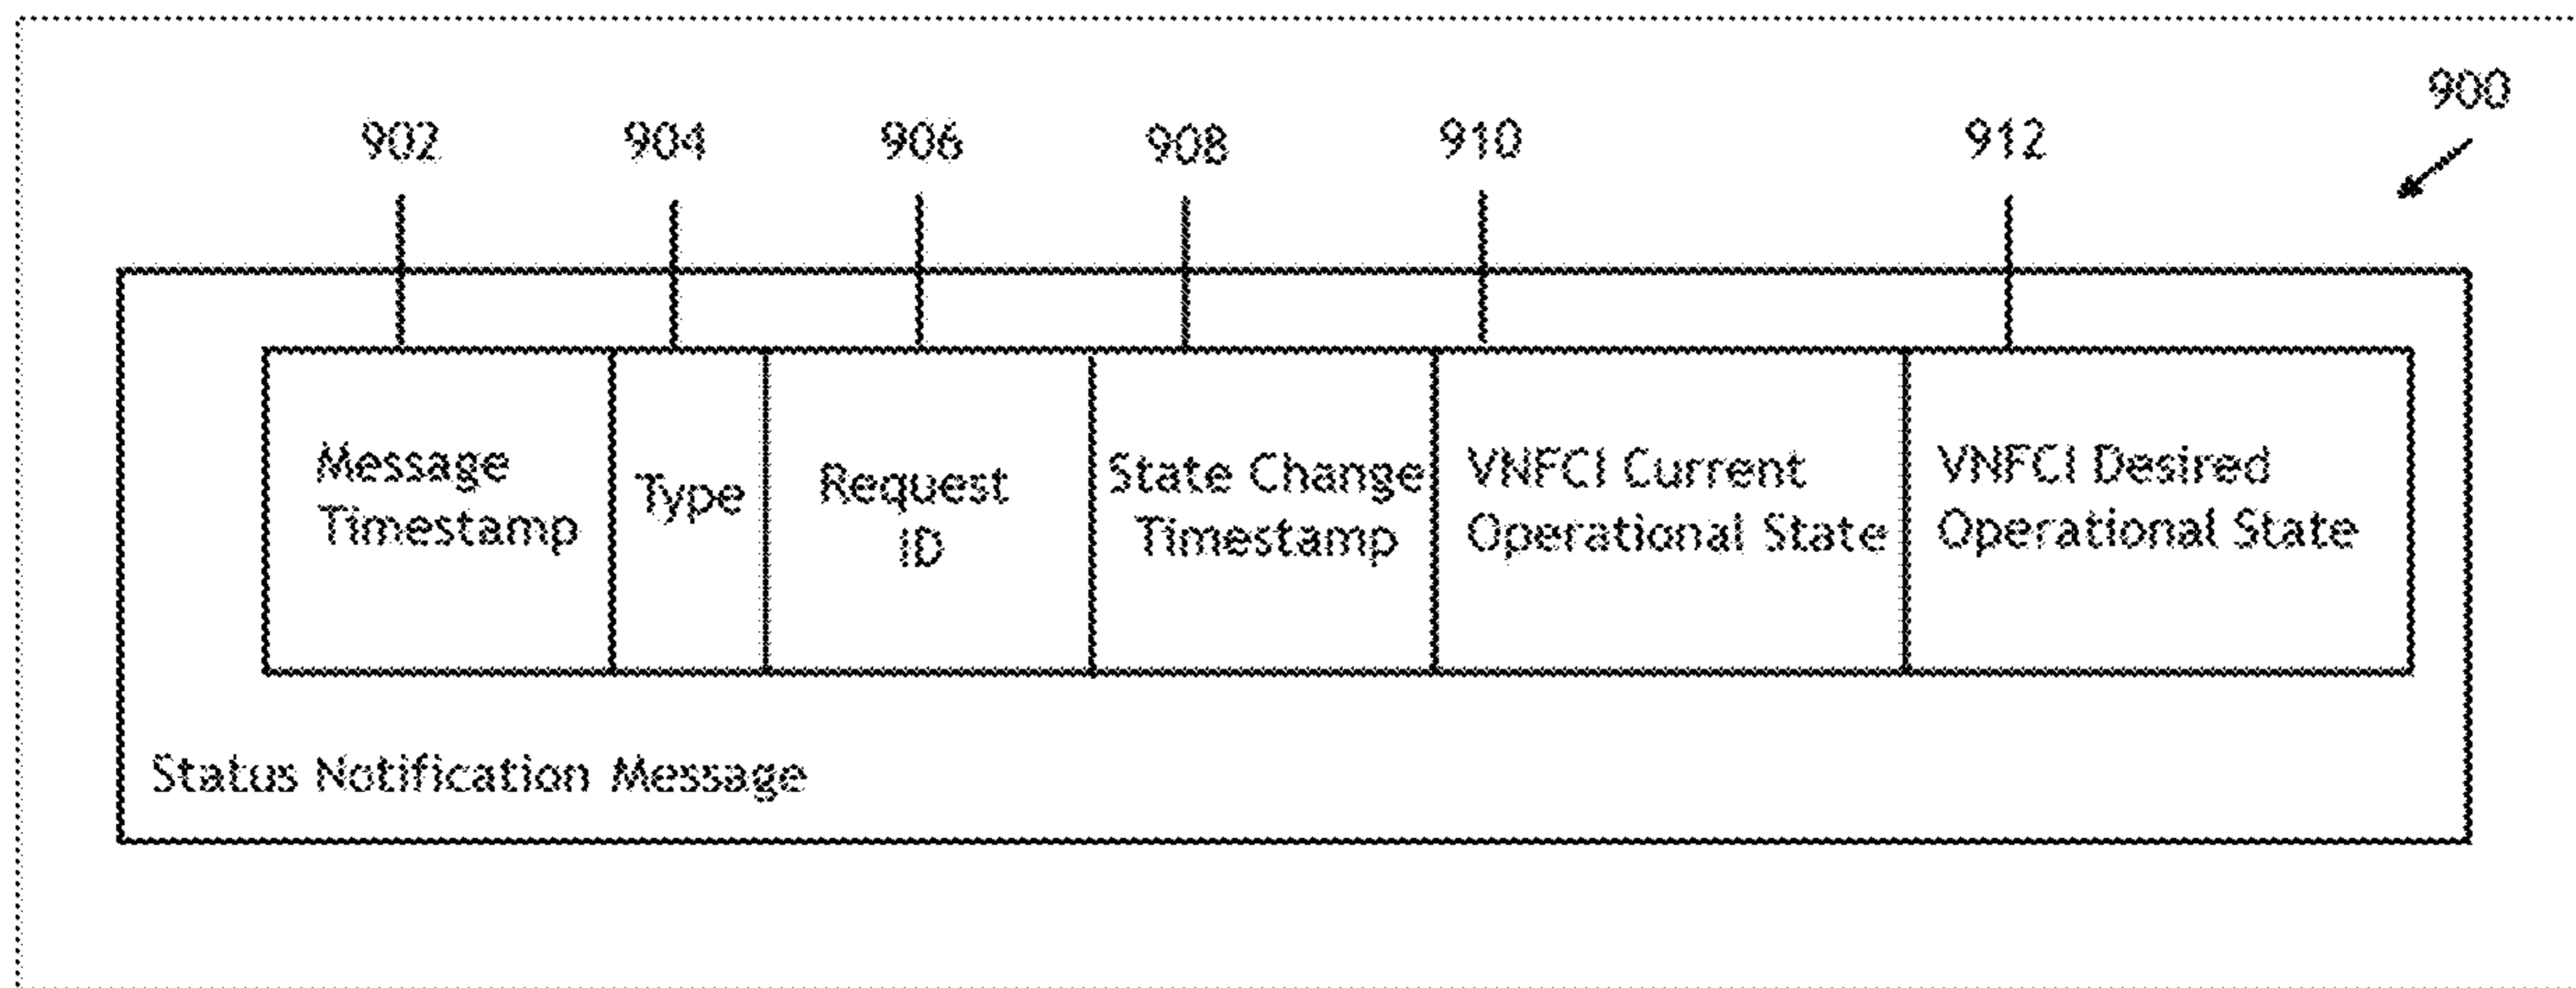 900
902 904 906 908 910 912
Message
Timestamp
Type
Request
ID
State Change
Timestamp
VNFCI Current
Operational State
VNFCI Desired
Operational State
Status Notification Message